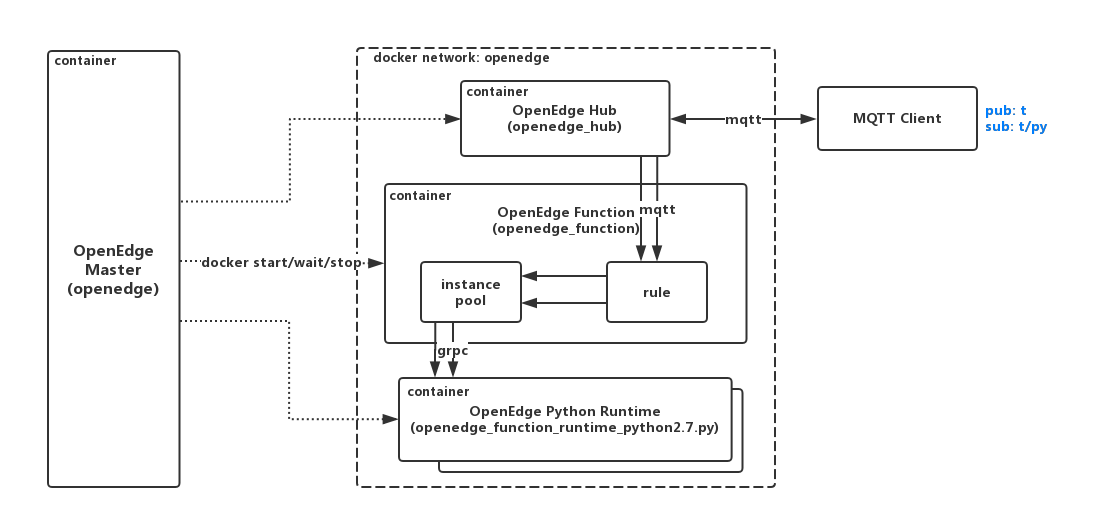 container
OpenEdge
Master
(openedge)
docker start/wait/stop
docker network: openedge
container
OpenEdge Hub
(openedge_hub)
mqtt
MQTT Client
pub: t
sub: t/py
container
OpenEdge Function
(openedge_function)
mqtt
instance
pool
rule
grpc
container
OpenEdge Python Runtime
(openedge_function_runtime_python2.7.py)